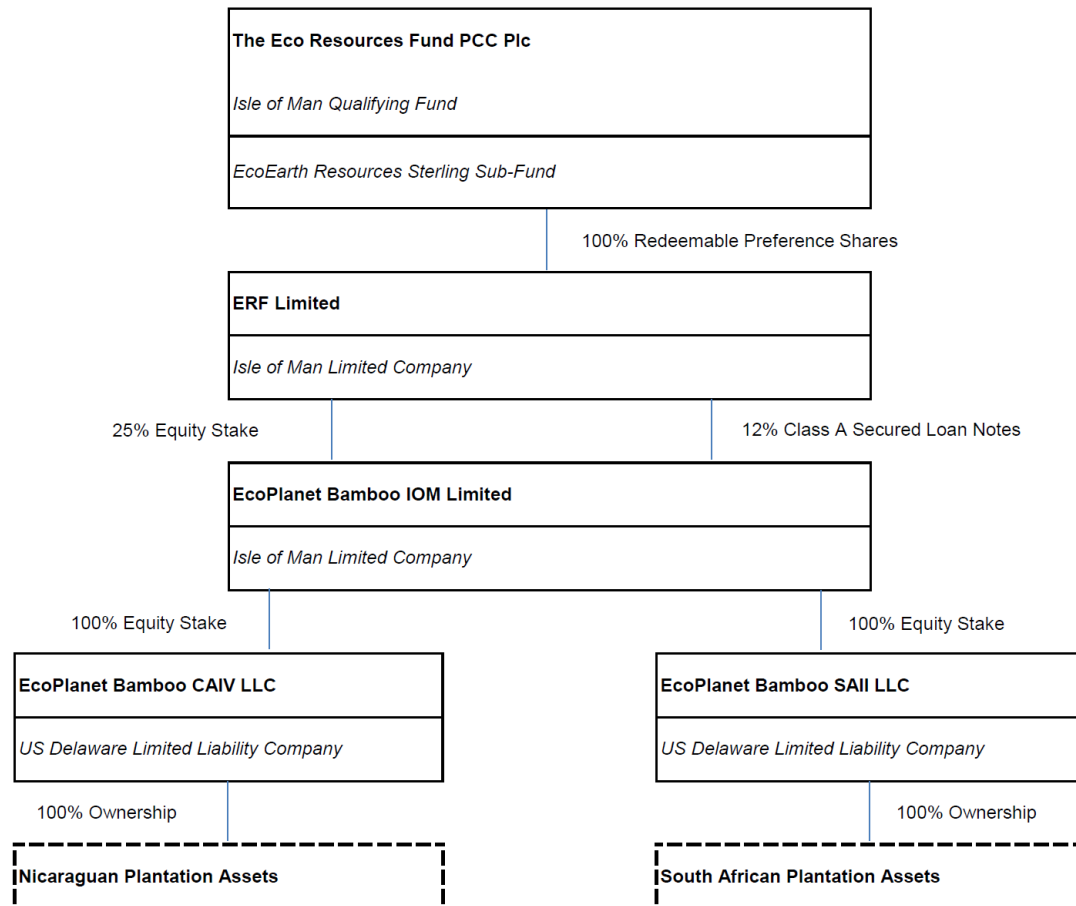 The Eco Resources Fund PCC Plc
Isle of Man Qualifying Fund
EcoEarth Resources Sterling Sub-Fund
100% Redeemable Preference Shares
ERF Limited
Isle of Man Limited Company
25% Equity Stake
12% Class A Secured Loan Notes
EcoPlanet Bamboo IOM Limited
Isle of Man Limited Company
100% Equity Stake
100% Equity Stake
EcoPlanet Bamboo CAIV LLC
EcoPlanet Bamboo SAII LLC
US Delaware Limited Liability Company
US Delaware Limited Liability Company
100% Ownership
100% Ownership
Nicaraguan Plantation Assets
South African Plantation Assets